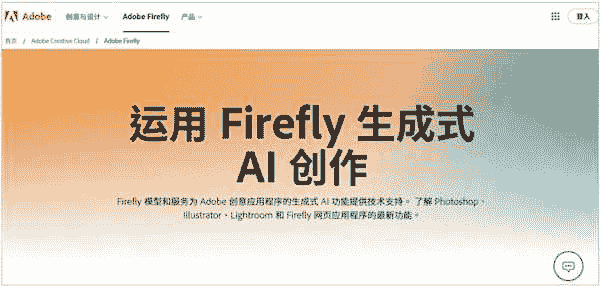 Adobe 创意与设计 Adobe Firefly 产品 登入
首页 / Adobe Creative Cloud / Adobe Firefly
运用 Firefly 生成式
AI 创作
Firefly 模型和服务为 Adobe 创意应用程序的生成式 AI 功能提供技术支持。 了解 Photoshop、
Illustrator、Lightroom 和 Firefly 网页应用程序的最新功能。